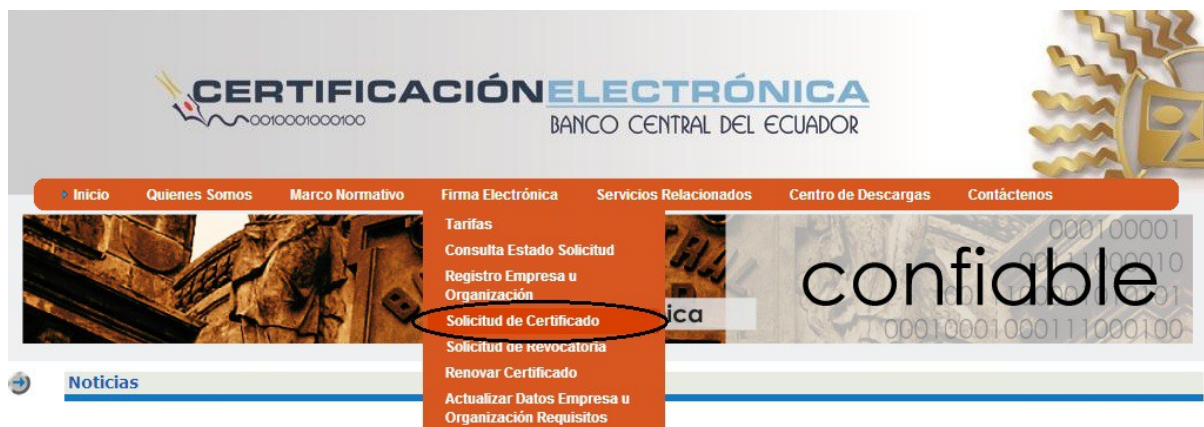 CERTIFICACIÓNELECTRÓNICA
0010001000100
BANCO CENTRAL DEL ECUADOR
Inicio Quienes Somos Marco Normativo Firma Electrónica Servicios Relacionados Centro de Descargas Contáctenos
Tarifas
Consulta Estado Solicitud
Registro Empresa u
Organización
Solicitud de Certificado
Solicitud de Revocatoria
Renovar Certificado
Actualizar Datos Empresa u
Organización Requisitos
ica
000100001
confiable
00010001000111000100
Noticias